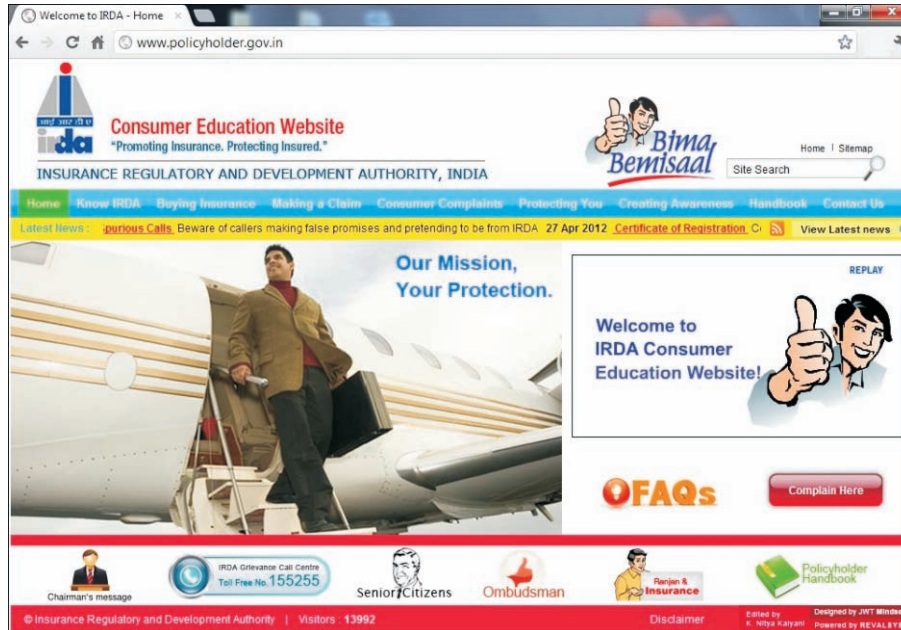 Welcome to IRDA - Home
www.policyholder.gov.in
आई आर डी ए
irda
Consumer Education Website
"Promoting Insurance. Protecting Insured."
INSURANCE REGULATORY AND DEVELOPMENT AUTHORITY, INDIA
Bima
Bemisaal
Home | Sitemap
Site Search
Home Know IRDA Buying Insurance Making a Claim Consumer Complaints Protecting You Creating Awareness Handbook Contact Us
Latest News : purious Calls Beware of callers making false promises and pretending to be from IRDA 27 Apr 2012 Certificate of Registration View Latest news
Our Mission,
Your Protection.
REPLAY
Welcome to
IRDA Consumer
Education Website!
FAQs
Complain Here
Chairman's message
IRDA Grievance Call Centre
Toll Free No. 155255
Senior Citizens
Ombudsman
Ranjan &
Insurance
Policyholder
Handbook
© Insurance Regulatory and Development Authority | Visitors : 13992
Disclaimer
Edited by
K. Nitya Kalyani
Designed by JWT Mindse
Powered by REVALSYS